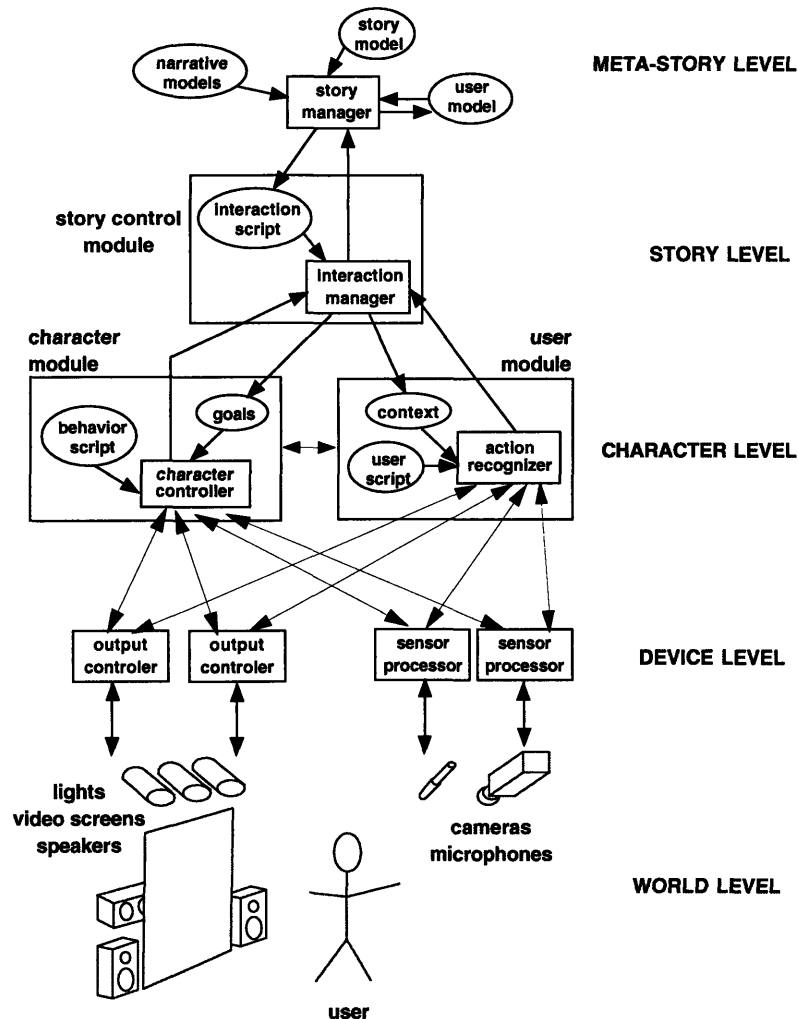 story
model
META-STORY LEVEL
narrative
models
story
manager
user
model
story control
module
interaction
script
STORY LEVEL
interaction
manager
character
module
user
module
goals
context
behavior
script
CHARACTER LEVEL
user
script
action
recognizer
character
controller
output
controler
output
controler
sensor
processor
sensor
processor
DEVICE LEVEL
lights
video screens
speakers
cameras
microphones
WORLD LEVEL
user